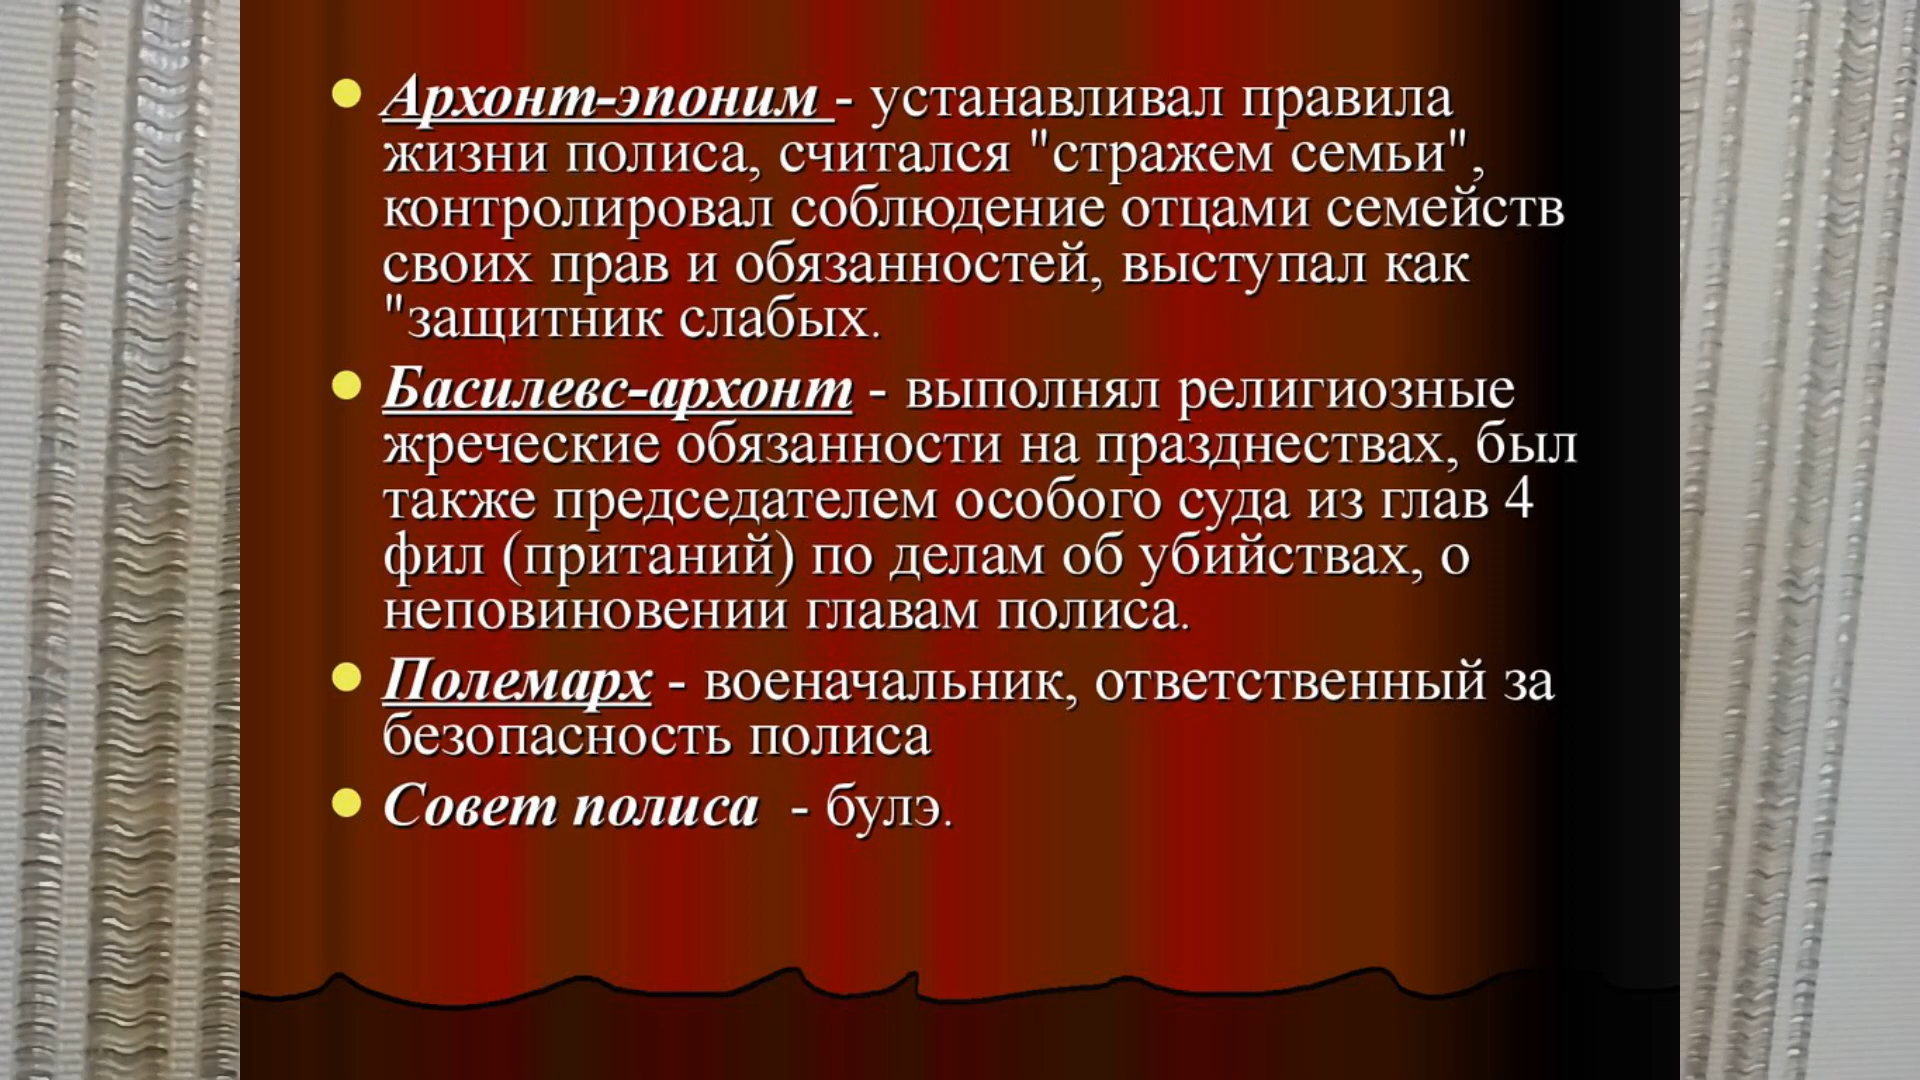 Архонт-эпоним - устанавливал правила
жизни полиса, считался "стражем семьи",
контролировал соблюдение отцами семейств
своих прав и обязанностей, выступал как
"защитник слабых.
Басилевс-архонт - выполнял религиозные
жреческие обязанности на празднествах, был
также председателем особого суда из глав 4
фил (пританий) по делам об убийствах, о
неповиновении главам полиса.
Полемарх - военачальник, ответственный за
безопасность полиса
Совет полиса - булэ.